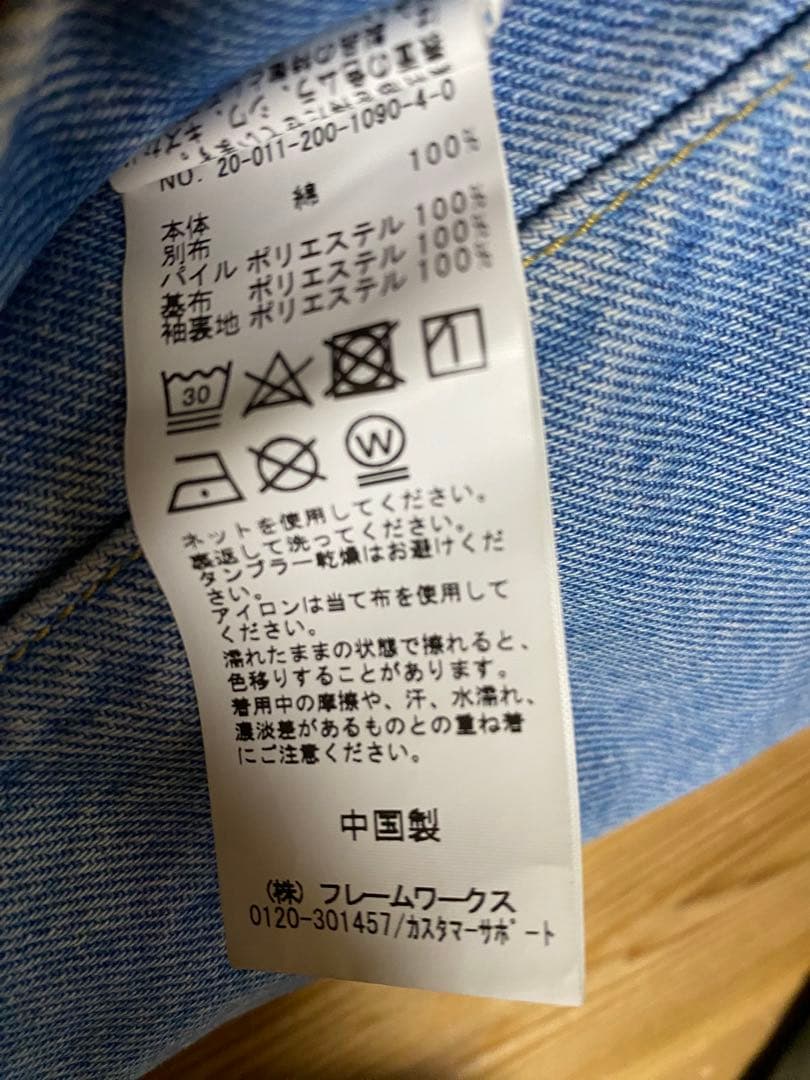 NO. 20-011-200-1090-4-0
本体 綿 100%
別布
パイル ポリエステル 100%
基布 ポリエステル 100%
袖裏地 ポリエステル 100%
30
W
ネットを使用してください。
裏返して洗ってください。
タンブラー乾燥はお避けくだ
さい。
アイロンは当て布を使用して
ください。
濡れたままの状態で擦れると、
色移りすることがあります。
着用中の摩擦や、汗、水濡れ、
濃淡差があるものとの重ね着
にご注意ください。
中国製
(株) フレームワークス
0120-301457/カスタマーサポート